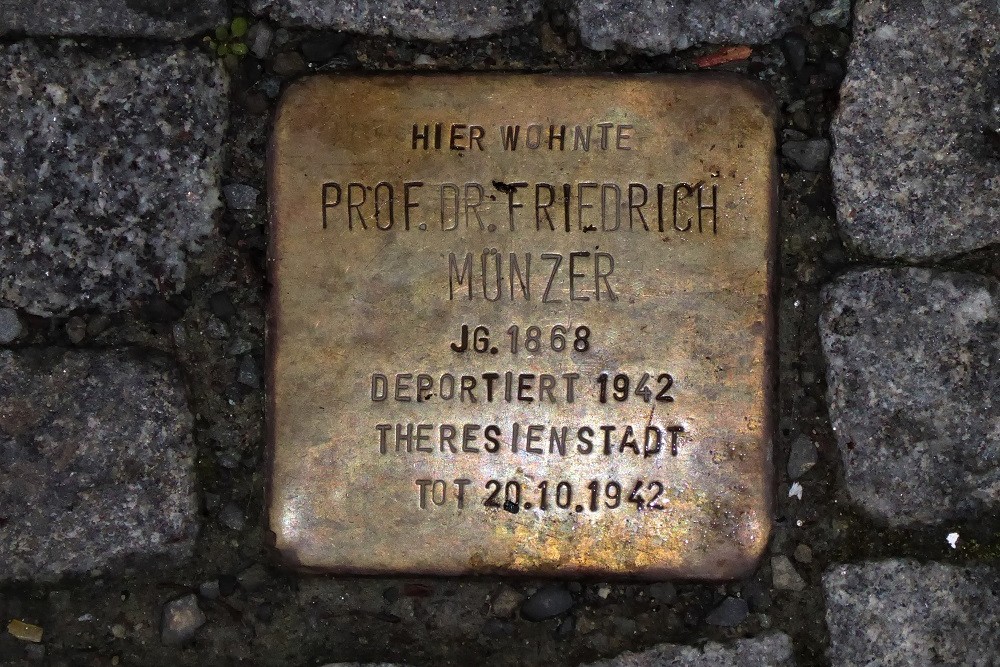 HIER WOHNTE
PROF. DR. FRIEDRICH
MÜNZER
JG. 1868
DEPORTIERT 1942
THERESIENSTADT
TOT 20.10.1942